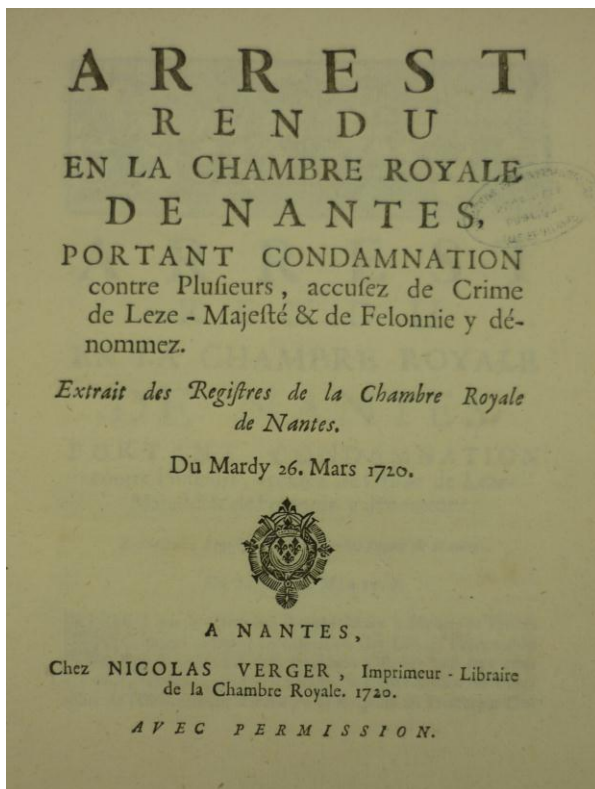 ARREST
RENDU
EN LA CHAMBRE ROYALE
DE NANTES,
PORTANT CONDAMNATION
contre Pluſieurs, accuſez de Crime
de Leze-Majeſté & de Felonnie y dé-
nommez.
Extrait des Regiſtres de la Chambre Royale
de Nantes.
Du Mardy 26. Mars 1720.
A NANTES,
Chez NICOLAS VERGER, Imprimeur-Libraire
de la Chambre Royale. 1720.
AVEC PERMISSION.